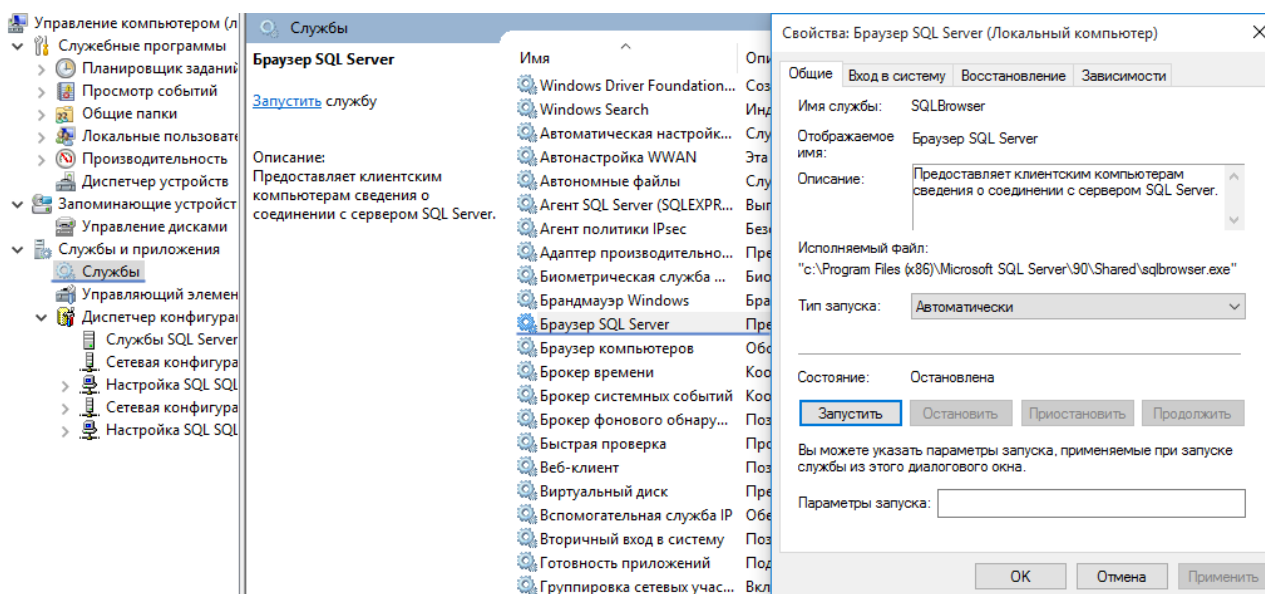 Управление компьютером (л
Служебные программы
Планировщик заданий
Просмотр событий
Общие папки
Локальные пользовате
Производительность
Диспетчер устройств
Запоминающие устройст
Управление дисками
Службы и приложения
Службы
Управляющий элемен
Диспетчер конфигура
Службы SQL Server
Сетевая конфигура
Настройка SQL SQL
Сетевая конфигура
Настройка SQL SQL
Службы
Браузер SQL Server
Запустить службу
Описание:
Предоставляет клиентским
компьютерам сведения о
соединении с сервером SQL Server.
Имя Опи
Windows Driver Foundation... Соз
Windows Search Инд
Автоматическая настройк... Слу
Автонастройка WWAN Эта
Автономные файлы Слу
Агент SQL Server (SQLEXPR... Вып
Агент политики IPsec Безо
Адаптер производительно... Пре
Биометрическая служба ... Био
Брандмауэр Windows Бра
Браузер SQL Server Пре
Браузер компьютеров Обс
Брокер времени Коо
Брокер системных событий Коо
Брокер фонового обнару... Поз
Быстрая проверка Про
Веб-клиент Поз
Виртуальный диск Пре
Вспомогательная служба IP Обе
Вторичный вход в систему Поз
Готовность приложений Под
Группировка сетевых учас... Вкл
Свойства: Браузер SQL Server (Локальный компьютер)
Общие Вход в систему Восстановление Зависимости
Имя службы: SQLBrowser
Отображаемое
имя: Браузер SQL Server
Описание: Предоставляет клиентским компьютерам
сведения о соединении с сервером SQL Server.
Исполняемый файл:
"c:\Program Files (x86)\Microsoft SQL Server\90\Shared\sqlbrowser.exe"
Тип запуска: Автоматически
Состояние: Остановлена
Запустить Остановить Приостановить Продолжить
Вы можете указать параметры запуска, применяемые при запуске
службы из этого диалогового окна.
Параметры запуска:
OK Отмена Применить